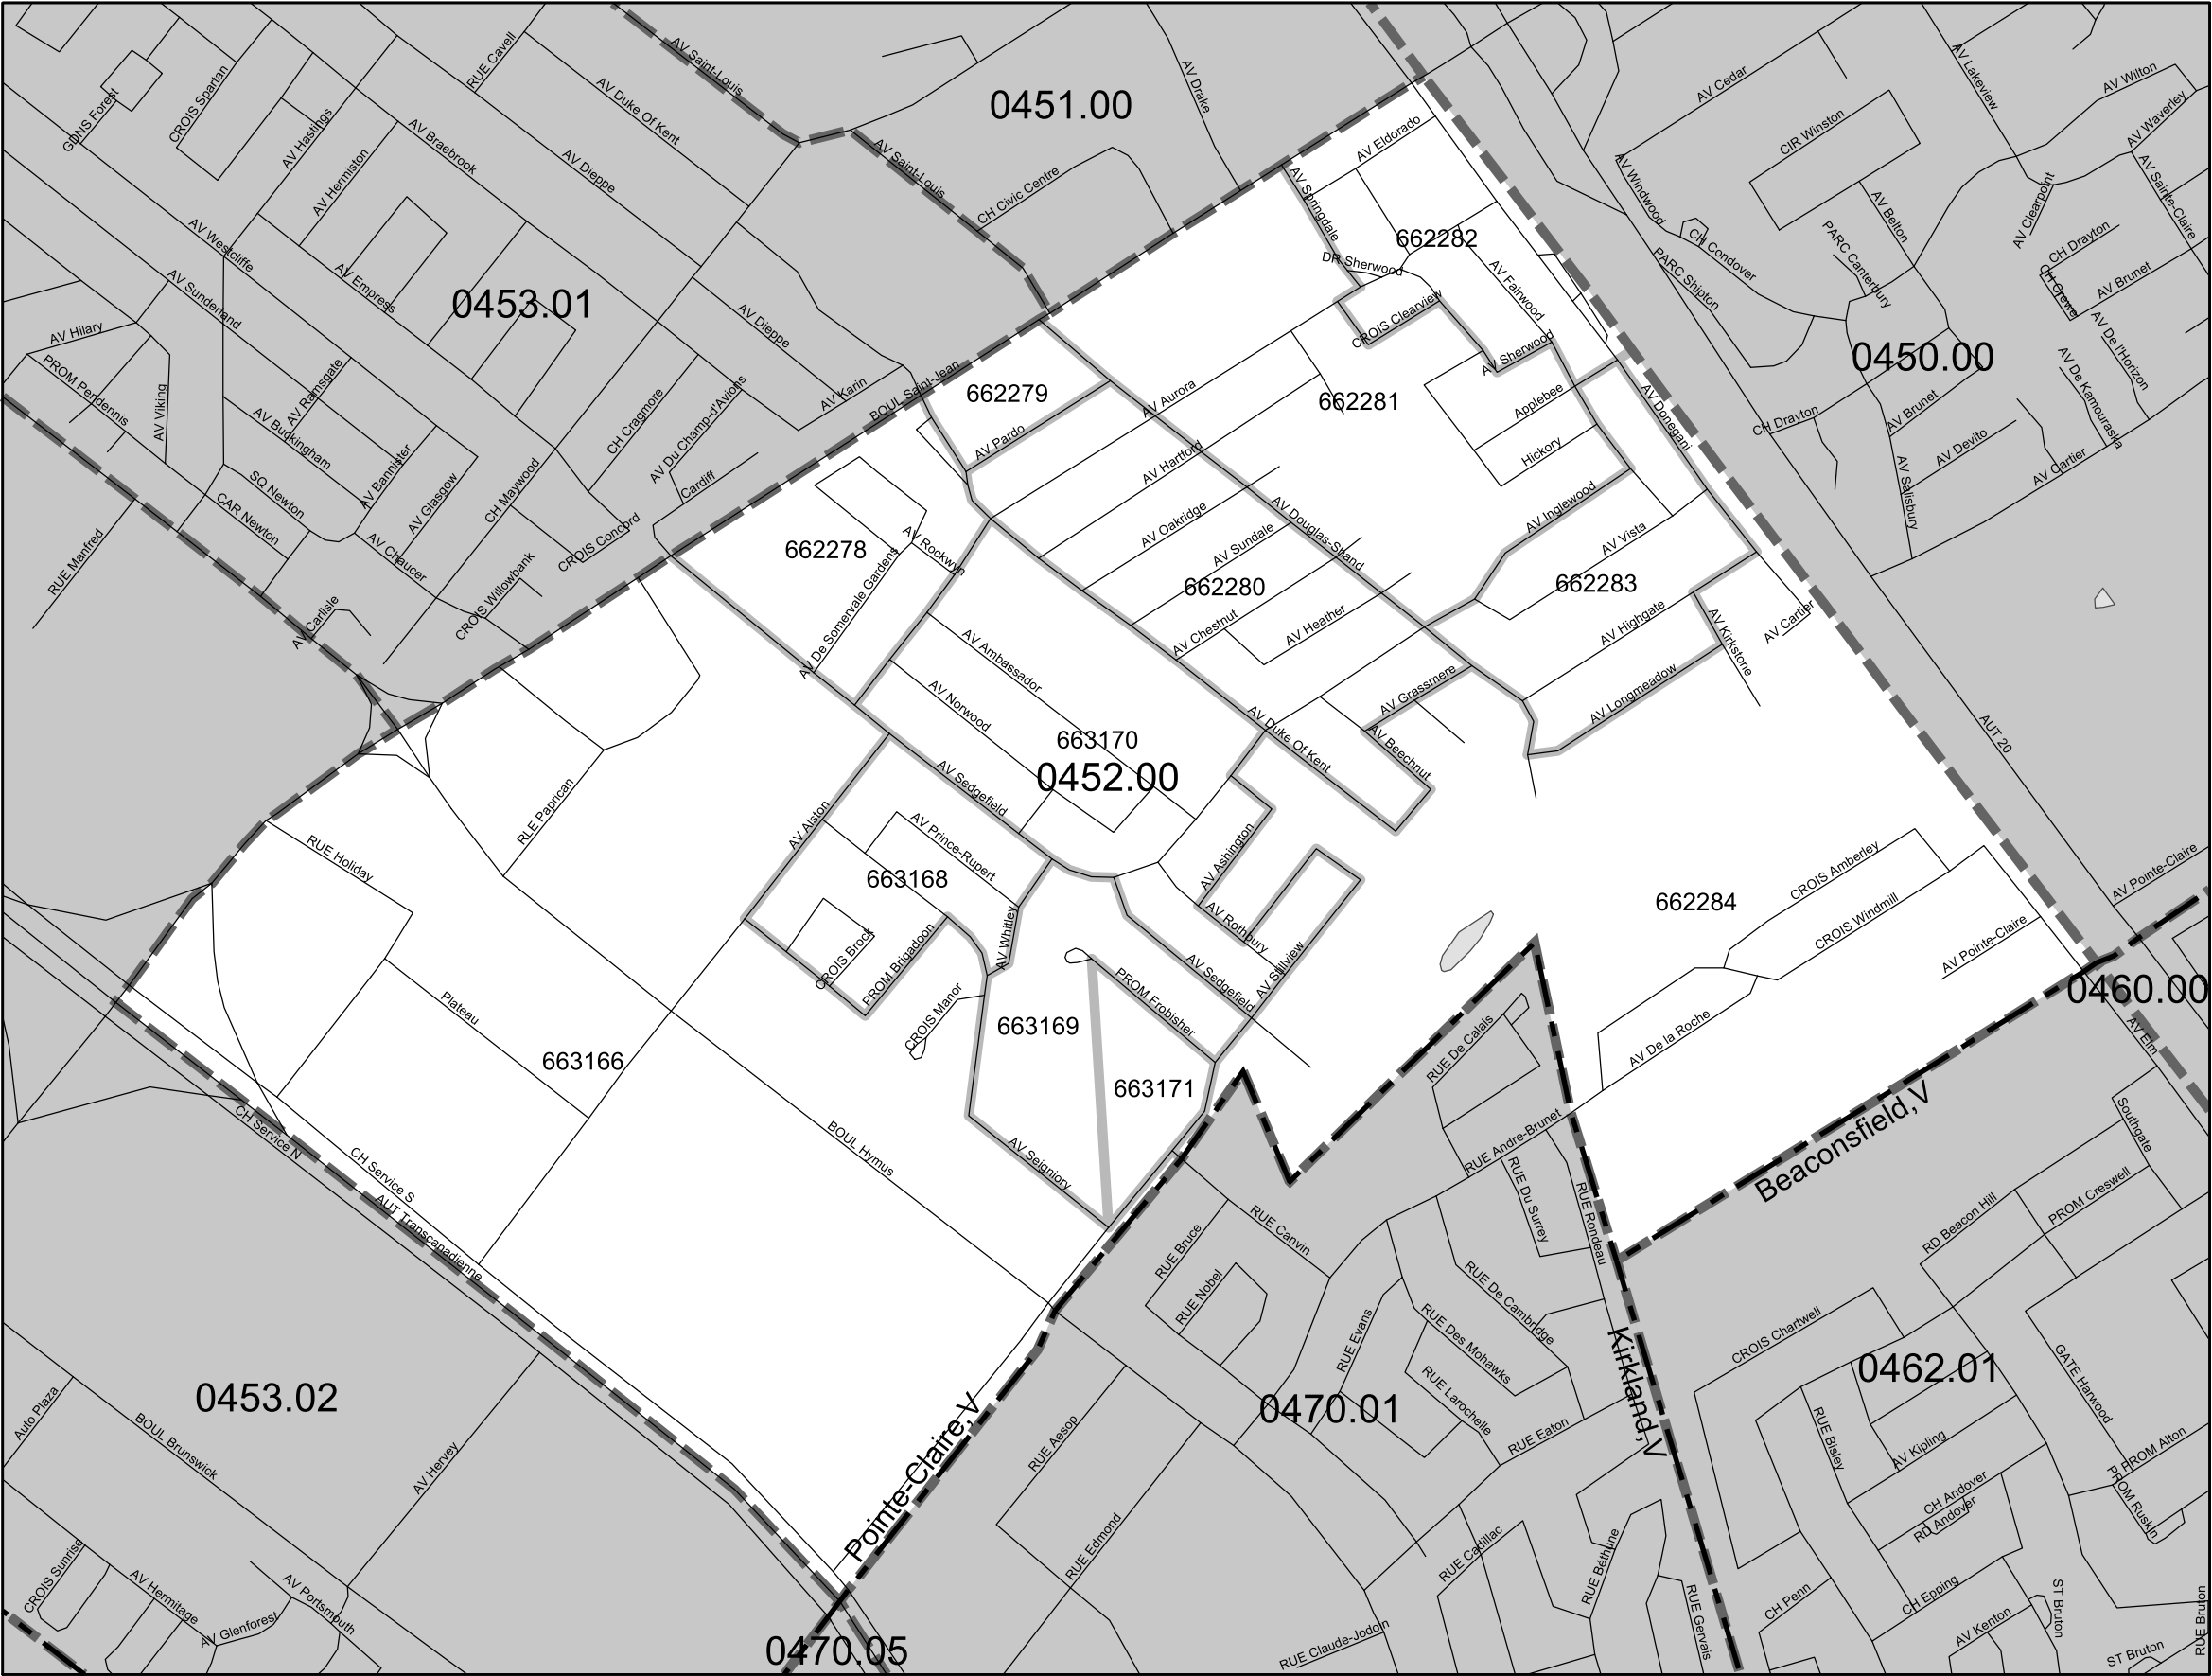 AV Saint-Louis
RUE Cavell
AV Duke Of Kent
CROIS Spartan
GDNS Forest
AV Hastings
AV Hermiston
AV Braebrook
AV Dieppe
0451.00
AV Drake
AV Saint-Louis
CH Civic Centre
AV Eldorado
AV Springdale
662282
DR Sherwood
AV Fairwood
CROIS Clearview
AV Sherwood
AV Cedar
AV Lakeview
AV Wilton
AV Waverley
CIR Winston
AV Windwood
AV Belton
AV Clearpoint
AV Sainte-Claire
CH Condover
PARC Canterbury
PARC Shipton
CH Drayton
CH Crewe
AV Brunet
AV De l'Horizon
AV De Kamouraska
0450.00
CH Drayton
AV Brunet
AV Devito
AV Salisbury
AV Cartier
AV Westcliffe
AV Sunderland
AV Empress
0453.01
AV Dieppe
AV Hilary
PROM Pendennis
AV Viking
AV Ramsgate
AV Buckingham
AV Bannister
AV Glasgow
SQ Newton
CAR Newton
AV Chaucer
RUE Manfred
AV Carlisle
CH Maywood
CH Cragmore
AV Du Champ-d'Avions
Cardiff
AV Karin
BOUL Saint-Jean
CROIS Concord
CROIS Willowbank
662279
AV Pardo
AV Aurora
AV Hartford
662281
Applebee
Hickory
AV Donegani
AV Inglewood
AV Vista
662278
AV Rockwyn
AV De Somervale Gardens
AV Oakridge
AV Sundale
AV Douglas-Shand
662280
AV Chestnut
AV Heather
662283
AV Highgate
AV Kirkstone
AV Cartier
AV Longmeadow
AV Ambassador
AV Norwood
AV Grassmere
AV Beechnut
AV Duke Of Kent
663170
0452.00
AV Sedgefield
AUT 20
RLE Paprican
RUE Holiday
Plateau
AV Alston
AV Prince-Rupert
663168
CROIS Brock
PROM Brigadoon
AV Whitley
CROIS Manor
AV Ashington
AV Rothbury
AV Stillview
AV Sedgefield
PROM Frobisher
663169
663171
AV Seigniory
663166
BOUL Hymus
662284
CROIS Amberley
CROIS Windmill
AV Pointe-Claire
AV Pointe-Claire
0460.00
AV Elm
AV De la Roche
Beaconsfield,V
Southgate
PROM Creswell
RD Beacon Hill
RUE De Calais
RUE Andre-Brunet
RUE Du Surrey
RUE Rondeau
CH Service N
CH Service S
AUT Transcanadienne
RUE Canvin
RUE Bruce
RUE Nobel
RUE Evans
RUE De Cambridge
RUE Des Mohawks
RUE Larochelle
RUE Eaton
0470.01
Kirkland,V
CROIS Chartwell
0462.01
GATE Harwood
RUE Bisley
AV Kipling
CH Andover
RD Andover
PROM Alton
PROM Ruskin
0453.02
Auto Plaza
BOUL Brunswick
AV Hervey
CROIS Sunrise
AV Hermitage
AV Glenforest
AV Portsmouth
Pointe-Claire,V
0470.05
RUE Aesop
RUE Edmond
RUE Cadillac
RUE Béthune
RUE Gervais
RUE Claude-Jodoin
CH Penn
CH Epping
AV Kenton
ST Bruton
ST Bruton
RUE Bruton